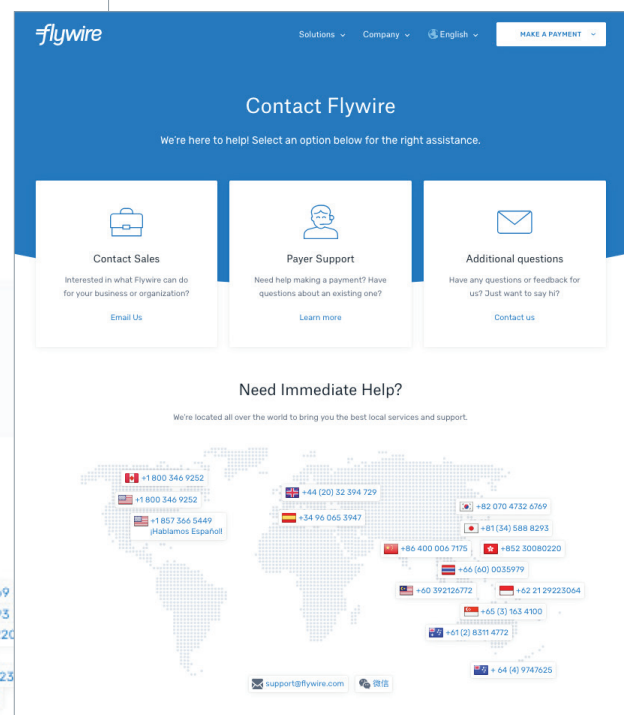 flywire
Solutions Company English MAKE A PAYMENT
Contact Flywire
We're here to help! Select an option below for the right assistance.
Contact Sales
Interested in what Flywire can do
for your business or organization?
Email Us
Payer Support
Need help making a payment? Have
questions about an existing one?
Learn more
Additional questions
Have any questions or feedback for
us? Just want to say hi?
Contact us
Need Immediate Help?
We're located all over the world to bring you the best local services and support.
+1 800 346 9252
+1 800 346 9252
+1 857 366 5449
¡Hablamos Español!
+44 (20) 32 394 729
+34 96 065 3947
+82 070 4732 6769
+81 (34) 588 8293
+86 400 006 7175
+852 30080220
+66 (60) 0035979
+60 392126772
+62 21 29223064
+65 (3) 163 4100
+61 (2) 8311 4772
+ 64 (4) 9747625
support@flywire.com
微信